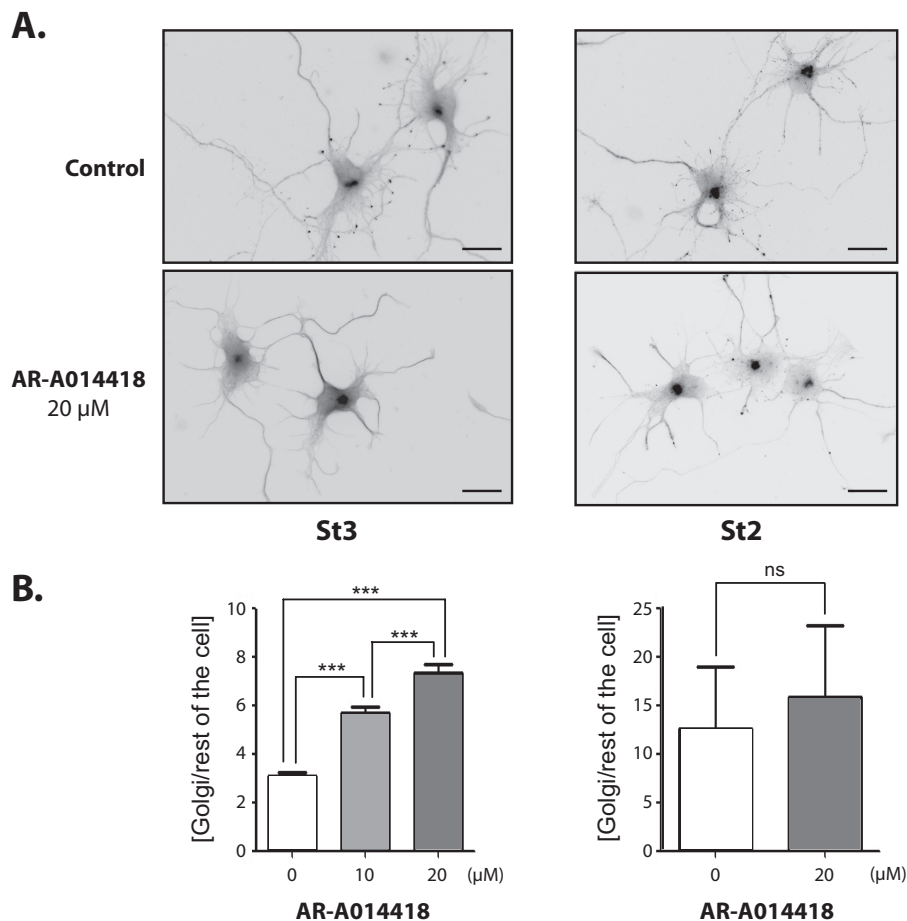 A.
Control
AR-A014418
20 µM
St3
St2
B.
[Golgi/rest of the cell]
10
8
6
4
2
0
***
***
***
0
10
20
(µM)
AR-A014418
[Golgi/rest of the cell]
25
20
15
10
5
0
ns
0
20
(µM)
AR-A014418